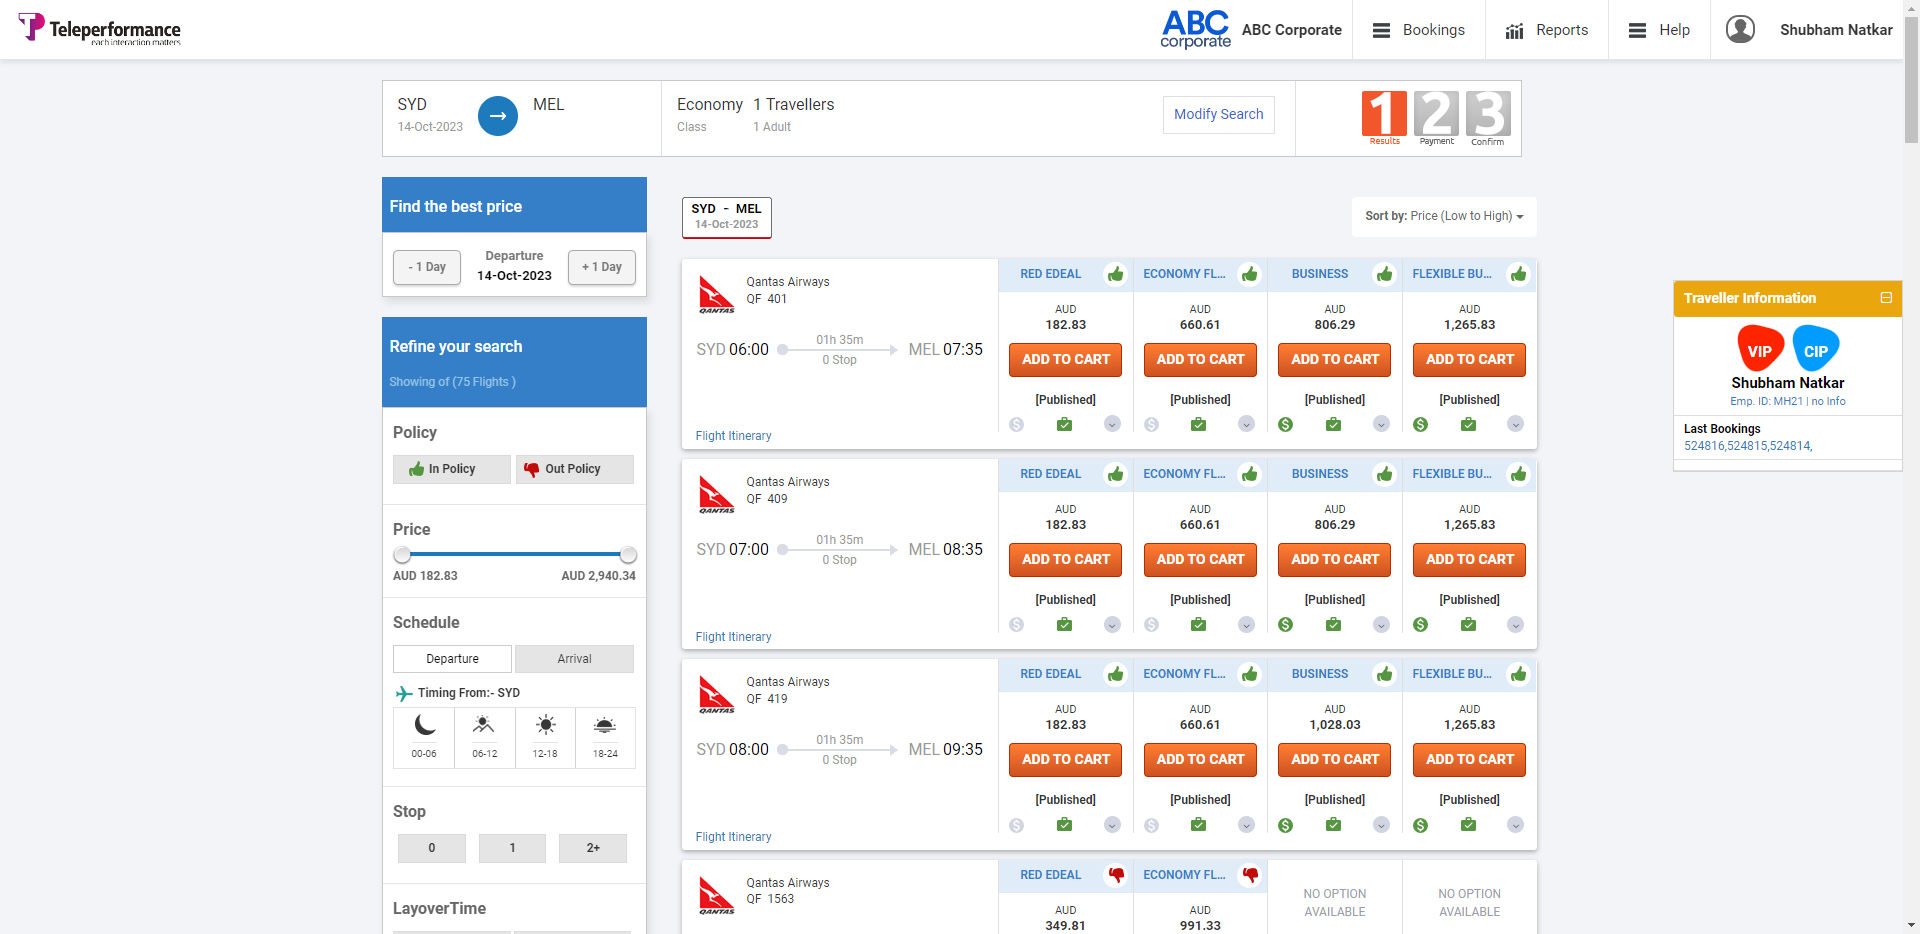 Teleperformance
each interaction matters
ABC
corporate
ABC Corporate
Bookings
Reports
Help
Shubham Natkar
SYD
14-Oct-2023
MEL
Economy
Class
1 Travellers
1 Adult
Modify Search
1
Results
2
Payment
3
Confirm
Find the best price
- 1 Day
Departure
14-Oct-2023
+ 1 Day
Refine your search
Showing of (75 Flights )
Policy
In Policy
Out Policy
Price
AUD 182.83
AUD 2,940.34
Schedule
Departure
Arrival
Timing From:- SYD
00-06
06-12
12-18
18-24
Stop
0
1
2+
LayoverTime
SYD - MEL
14-Oct-2023
Sort by: Price (Low to High)
Qantas Airways
QF 401
QANTAS
SYD 06:00
01h 35m
0 Stop
MEL 07:35
Flight Itinerary
RED EDEAL
AUD
182.83
ADD TO CART
[Published]
ECONOMY FL...
AUD
660.61
ADD TO CART
[Published]
BUSINESS
AUD
806.29
ADD TO CART
[Published]
FLEXIBLE BU...
AUD
1,265.83
ADD TO CART
[Published]
Qantas Airways
QF 409
QANTAS
SYD 07:00
01h 35m
0 Stop
MEL 08:35
Flight Itinerary
RED EDEAL
AUD
182.83
ADD TO CART
[Published]
ECONOMY FL...
AUD
660.61
ADD TO CART
[Published]
BUSINESS
AUD
806.29
ADD TO CART
[Published]
FLEXIBLE BU...
AUD
1,265.83
ADD TO CART
[Published]
Qantas Airways
QF 419
QANTAS
SYD 08:00
01h 35m
0 Stop
MEL 09:35
Flight Itinerary
RED EDEAL
AUD
182.83
ADD TO CART
[Published]
ECONOMY FL...
AUD
660.61
ADD TO CART
[Published]
BUSINESS
AUD
1,028.03
ADD TO CART
[Published]
FLEXIBLE BU...
AUD
1,265.83
ADD TO CART
[Published]
Qantas Airways
QF 1563
QANTAS
RED EDEAL
AUD
349.81
ECONOMY FL...
AUD
991.33
NO OPTION
AVAILABLE
NO OPTION
AVAILABLE
Traveller Information
VIP
CIP
Shubham Natkar
Emp. ID: MH21 | no Info
Last Bookings
524816,524815,524814,